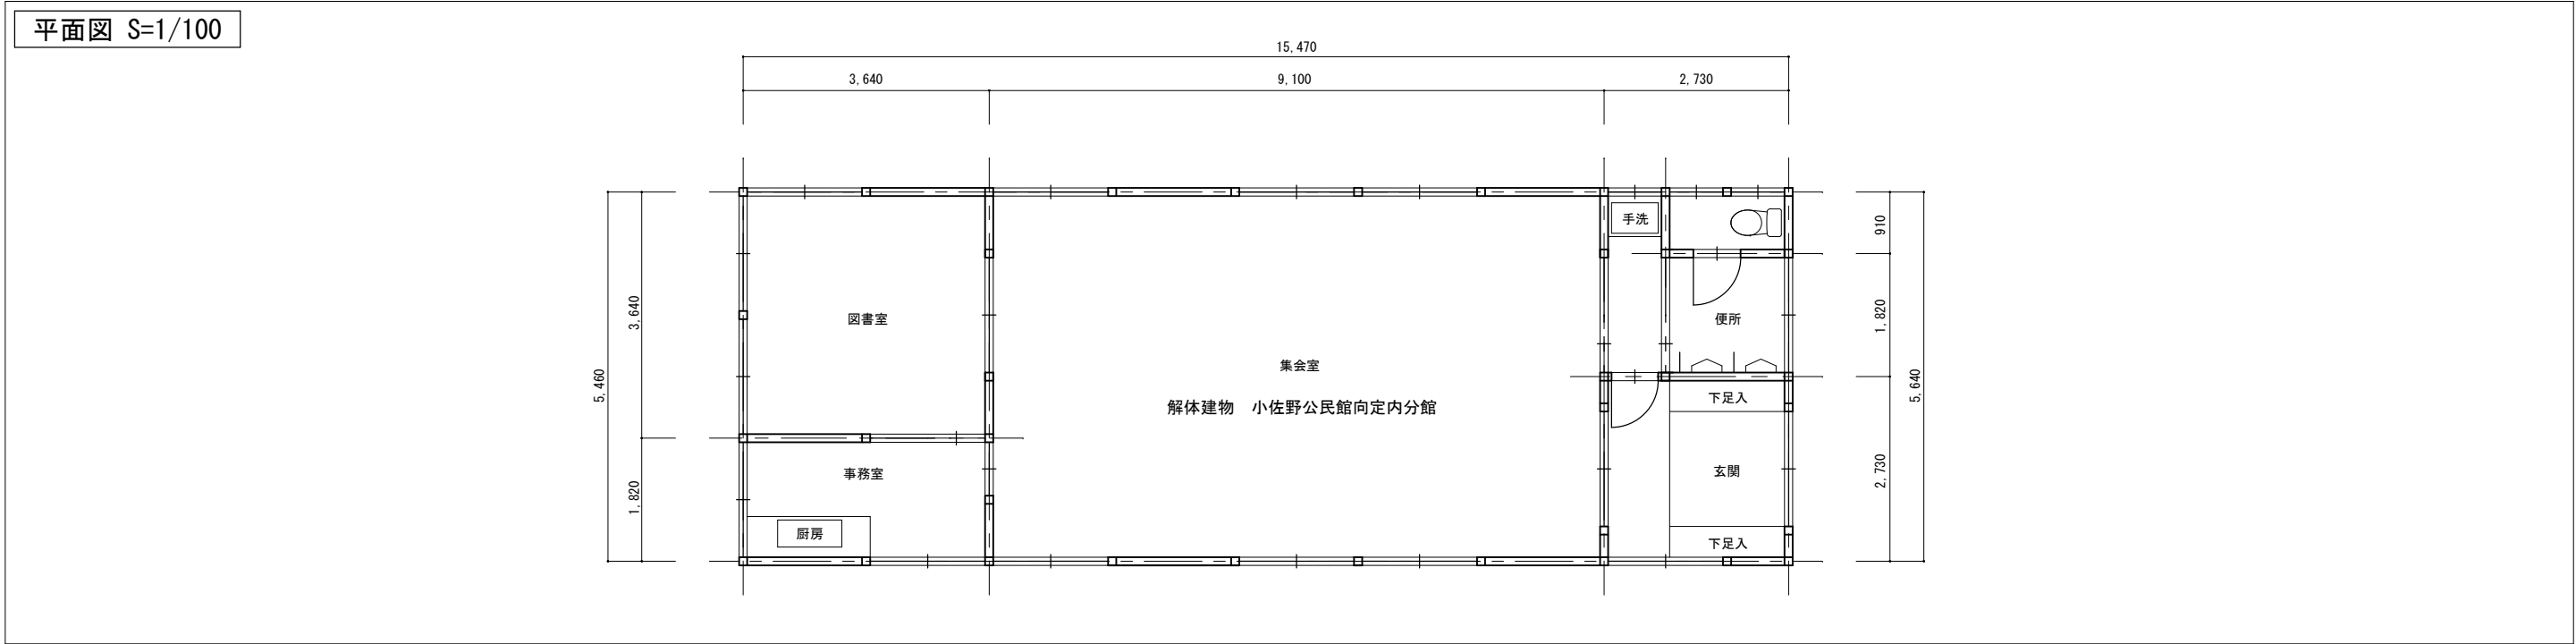 平面図 S=1/100
15,470
3,640
9,100
2,730
手洗
910
3,640
図書室
便所
1,820
集会室
5,460
5,640
下足入
解体建物　小佐野公民館向定内分館
事務室
玄関
2,730
1,820
厨房
下足入